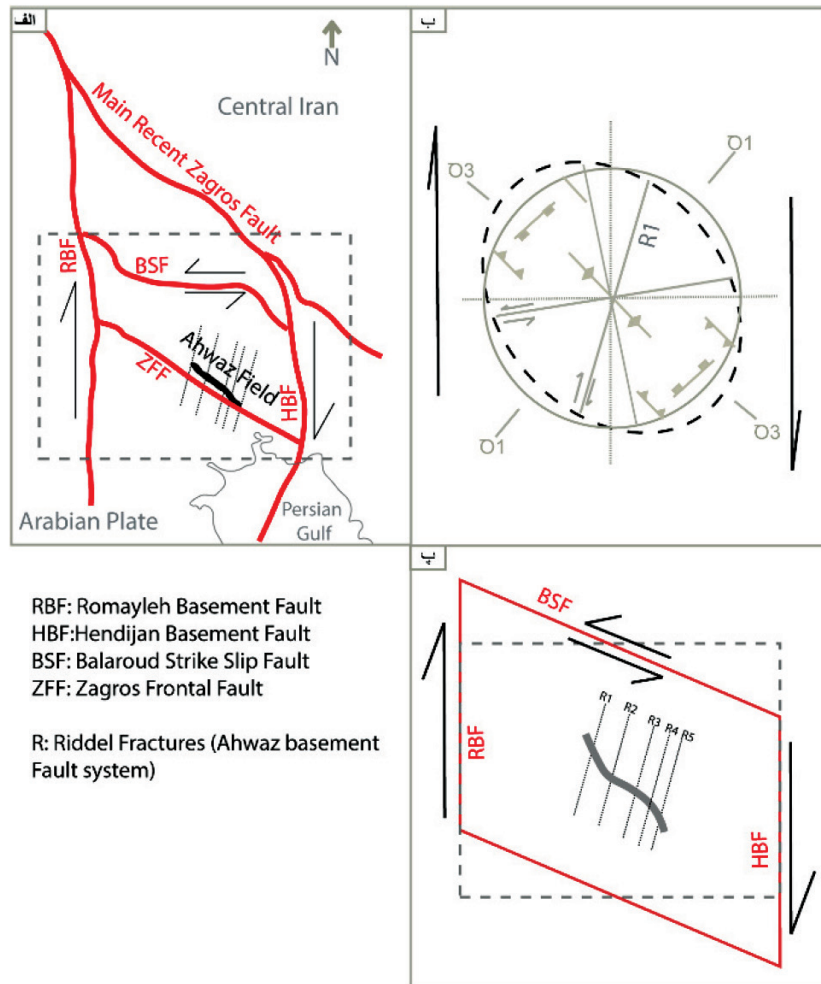 الف
N
Central Iran
Main Recent Zagros Fault
RBF
BSF
ZFF
Ahwaz Field
HBF
Arabian Plate
Persian
Gulf
ب
σ1
σ3
R1
σ1
σ3
RBF: Romayleh Basement Fault
HBF:Hendijan Basement Fault
BSF: Balaroud Strike Slip Fault
ZFF: Zagros Frontal Fault
R: Riddel Fractures (Ahwaz basement
Fault system)
BSF
R1
R2
R3
R4
R5
RBF
HBF